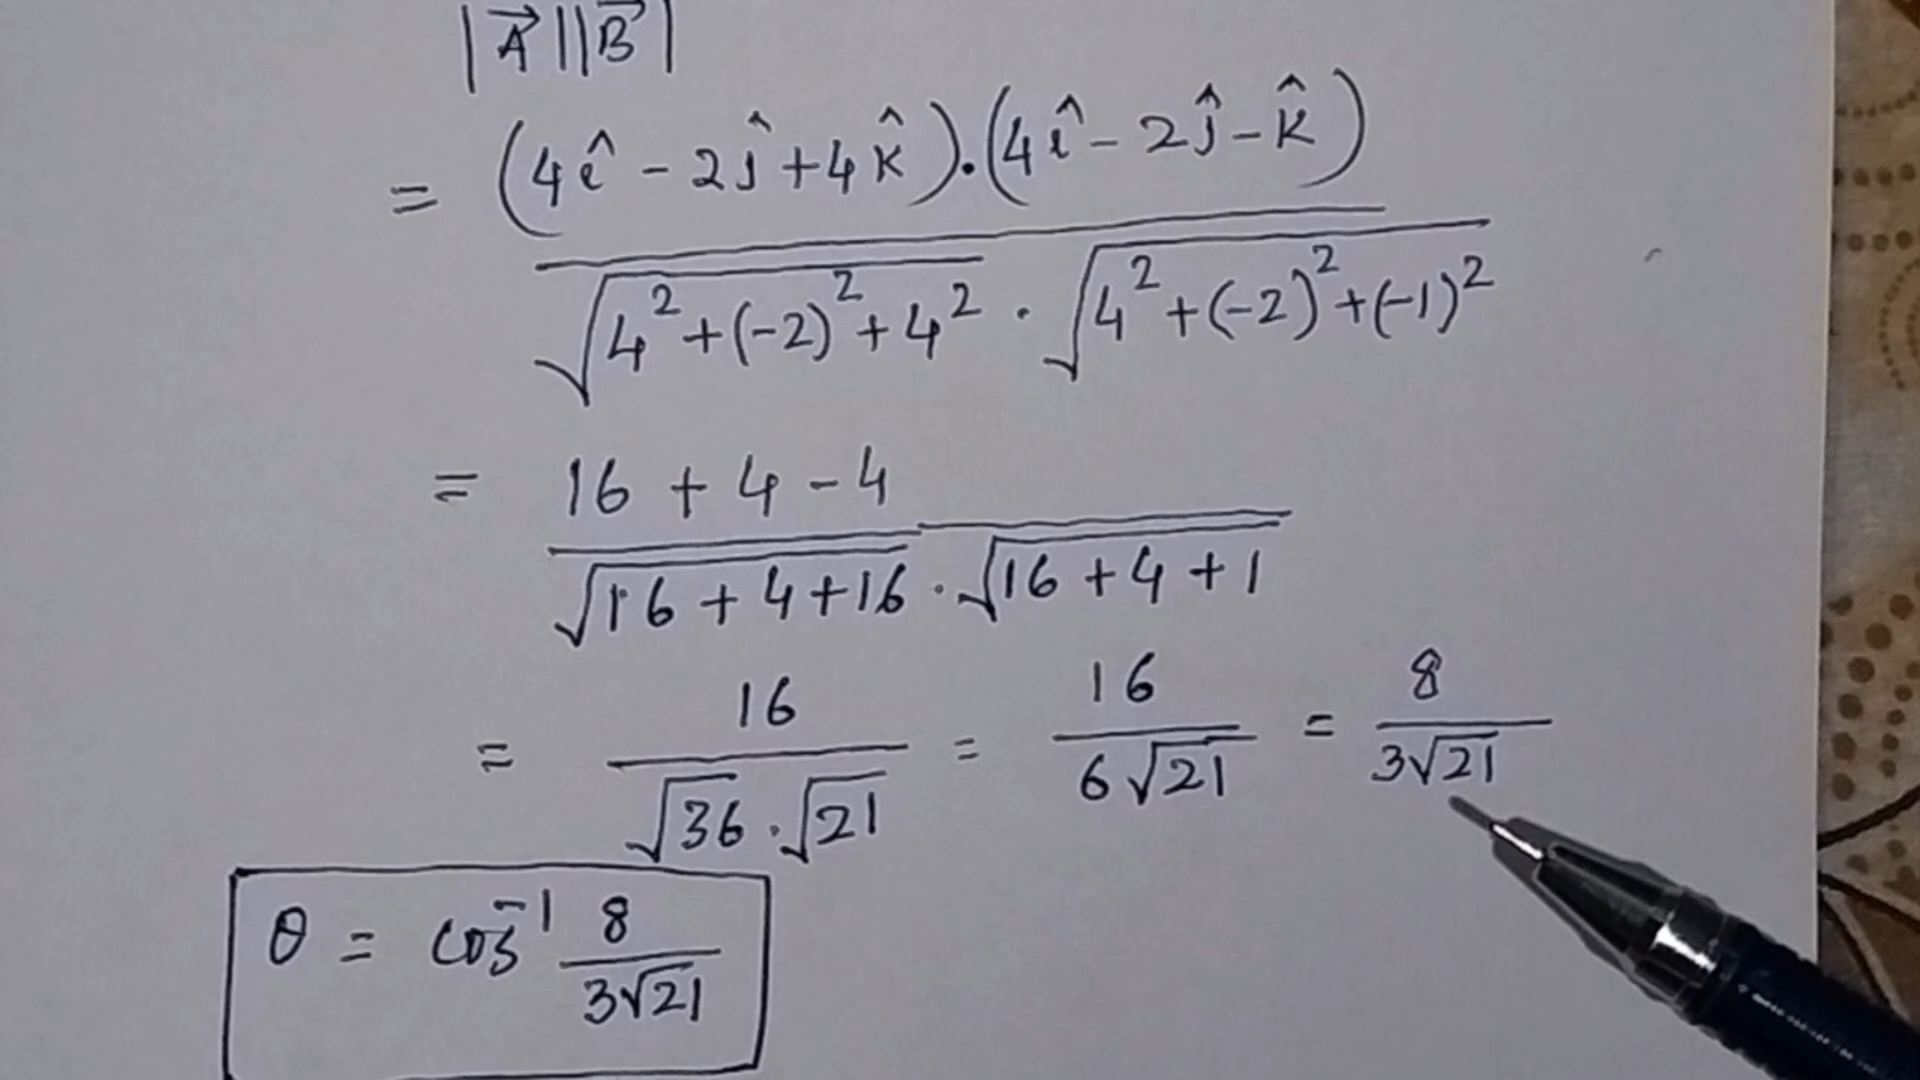 |A⃗||B⃗|
= (4î - 2ĵ + 4k̂).(4î - 2ĵ - k̂)
√4²+(-2)²+4² . √4²+(-2)²+(-1)²
= 16 + 4 - 4
√16+4+16 . √16+4+1
= 16/√36.√21 = 16/6√21 = 8/3√21
θ = cos⁻¹ 8/3√21